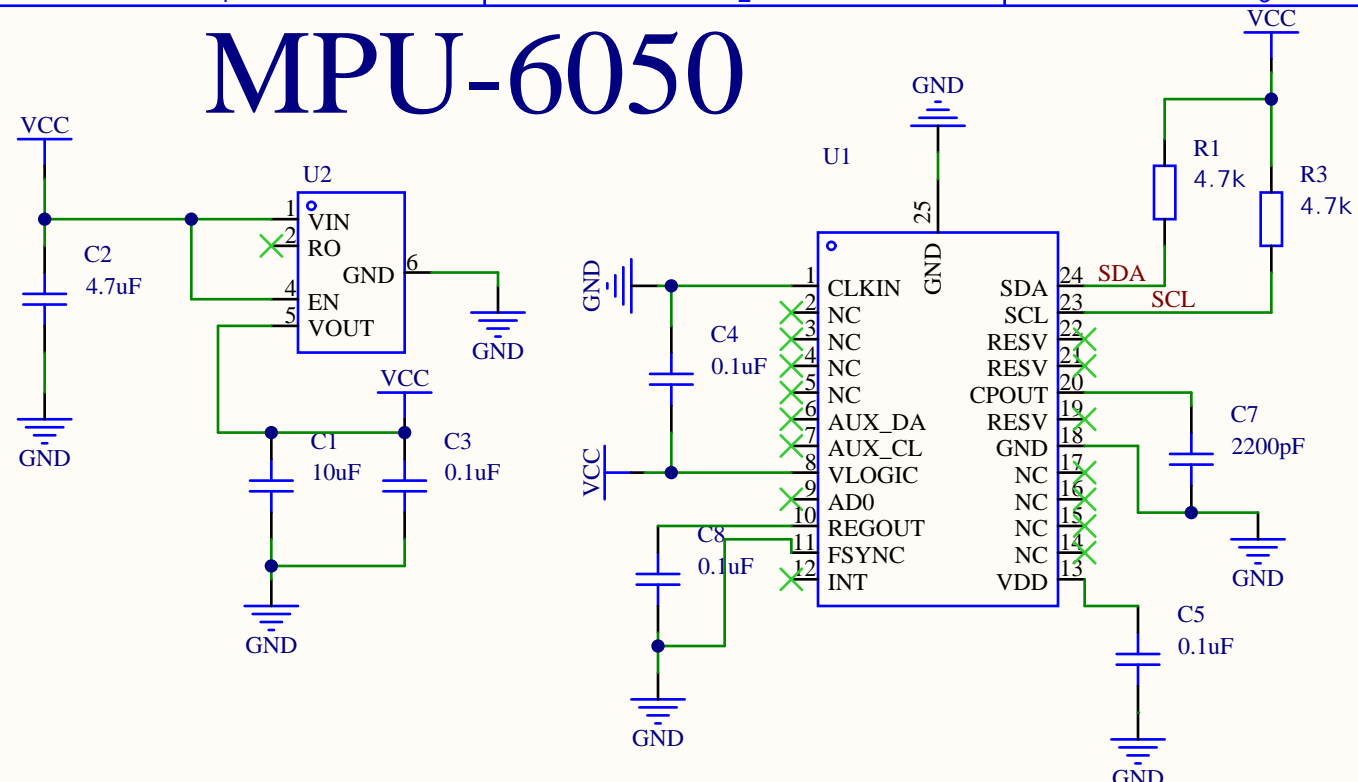 MPU-6050
VCC
C2
4.7uF
GND
U2
1
VIN
2
RO
GND
6
4
EN
5
VOUT
GND
VCC
C1
10uF
C3
0.1uF
GND
GND
U1
25
GND
VCC
R1
4.7k
R3
4.7k
GND
C4
0.1uF
VCC
1
CLKIN
2
NC
3
NC
4
NC
5
NC
6
AUX_DA
7
AUX_CL
8
VLOGIC
9
AD0
10
REGOUT
11
FSYNC
12
INT
24
SDA
SDA
23
SCL
SCL
22
RESV
21
RESV
20
CPOUT
19
RESV
18
GND
17
NC
16
NC
15
NC
14
NC
13
VDD
C7
2200pF
GND
C8
0.1uF
GND
C5
0.1uF
GND